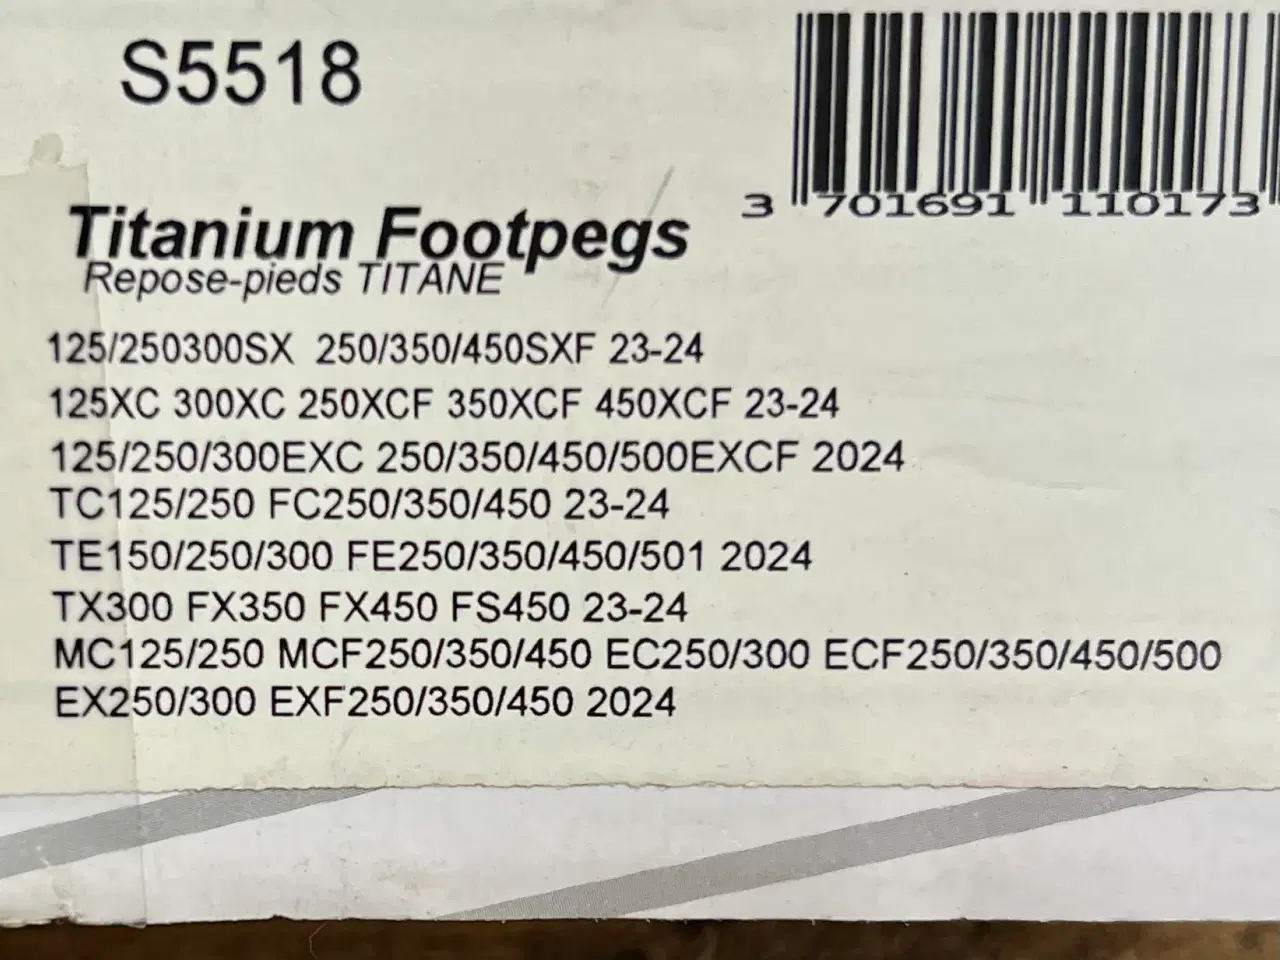 S5518
3 701691 110173
Titanium Footpegs
Repose-pieds TITANE
125/250300SX 250/350/450SXF 23-24
125XC 300XC 250XCF 350XCF 450XCF 23-24
125/250/300EXC 250/350/450/500EXCF 2024
TC125/250 FC250/350/450 23-24
TE150/250/300 FE250/350/450/501 2024
TX300 FX350 FX450 FS450 23-24
MC125/250 MCF250/350/450 EC250/300 ECF250/350/450/500
EX250/300 EXF250/350/450 2024